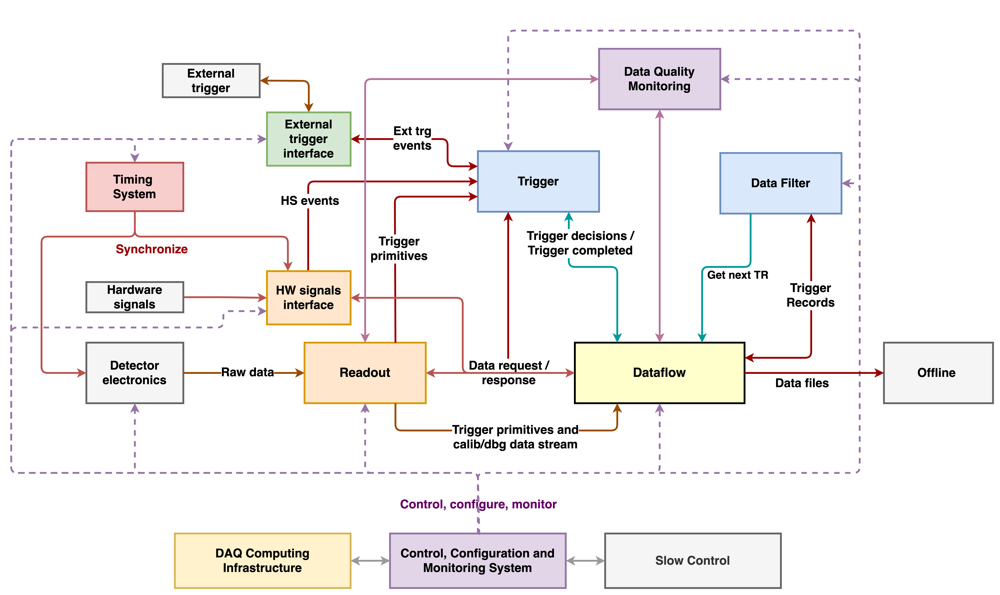 External
trigger
Data Quality
Monitoring
External
trigger
interface
Ext trg
events
Timing
System
Trigger
Data Filter
HS events
Synchronize
Trigger
primitives
Trigger decisions /
Trigger completed
Get next TR
Trigger
Records
Hardware
signals
HW signals
interface
Detector
electronics
Raw data
Readout
Data request /
response
Dataflow
Data files
Offline
Trigger primitives and
calib/dbg data stream
Control, configure, monitor
DAQ Computing
Infrastructure
Control, Configuration and
Monitoring System
Slow Control